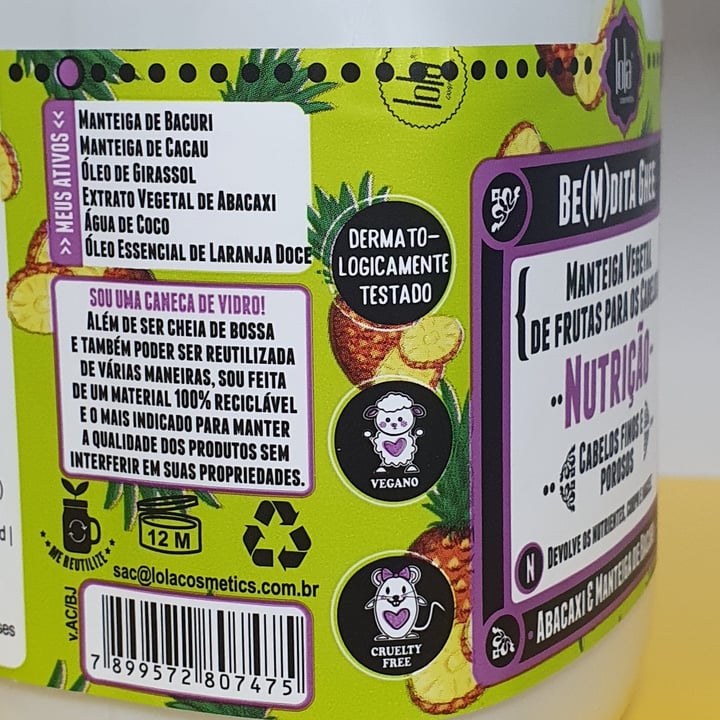 lola
lola
cosmetics
>> MEUS ATIVOS <<
MANTEIGA DE BACURI
MANTEIGA DE CACAU
ÓLEO DE GIRASSOL
EXTRATO VEGETAL DE ABACAXI
ÁGUA DE COCO
ÓLEO ESSENCIAL DE LARANJA DOCE
SOU UMA CANECA DE VIDRO!
ALÉM DE SER CHEIA DE BOSSA
E TAMBÉM PODER SER REUTILIZADA
DE VÁRIAS MANEIRAS, SOU FEITA
DE UM MATERIAL 100% RECICLÁVEL
E O MAIS INDICADO PARA MANTER
A QUALIDADE DOS PRODUTOS SEM
INTERFERIR EM SUAS PROPRIEDADES.
*ME REUTILIZE*
12 M
sac@lolacosmetics.com.br
v.AC/BJ
7 899572 807475
DERMATO-
LOGICAMENTE
TESTADO
VEGANO
CRUELTY
FREE
BE(M)DITA GHEE
MANTEIGA VEGETAL
DE FRUTAS PARA OS
NUTRIÇÃO
CABELOS FINOS E
POROSOS
N DEVOLVE OS NUTRIENTES,
ABACAXI & MANTEIGA DE